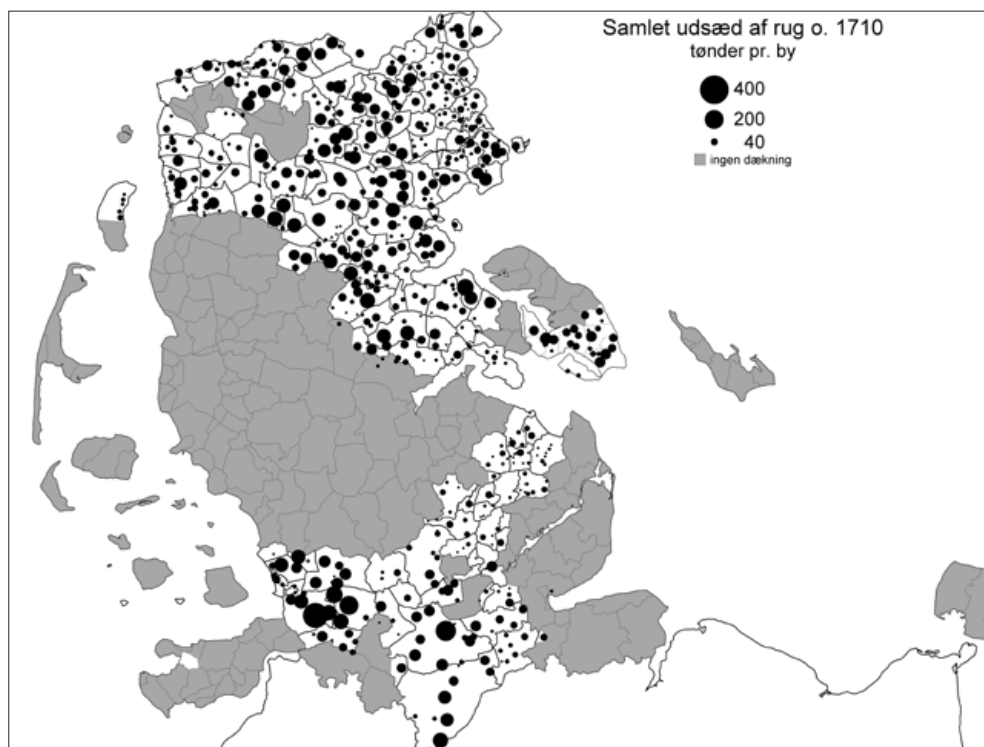 Samlet udsæd af rug o. 1710
tønder pr. by
400
200
40
ingen dækning